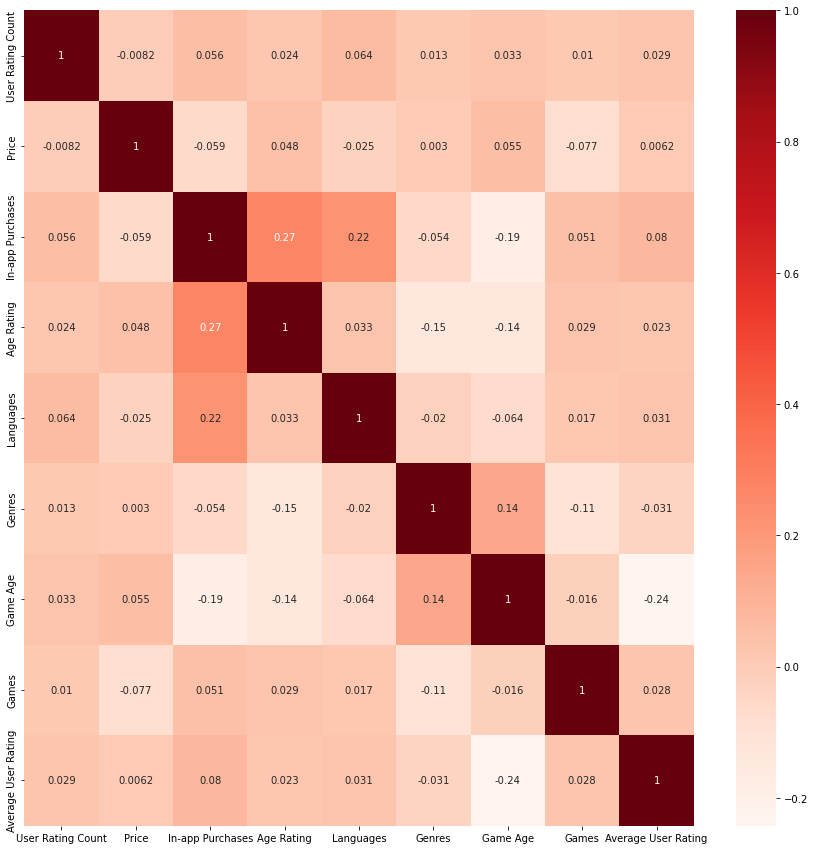 User Rating Count 1 -0.0082 0.056 0.024 0.064 0.013 0.033 0.01 0.029
Price -0.0082 1 -0.059 0.048 -0.025 0.003 0.055 -0.077 0.0062
In-app Purchases 0.056 -0.059 1 0.27 0.22 -0.054 -0.19 0.051 0.08
Age Rating 0.024 0.048 0.27 1 0.033 -0.15 -0.14 0.029 0.023
Languages 0.064 -0.025 0.22 0.033 1 -0.02 -0.064 0.017 0.031
Genres 0.013 0.003 -0.054 -0.15 -0.02 1 0.14 -0.11 -0.031
Game Age 0.033 0.055 -0.19 -0.14 -0.064 0.14 1 -0.016 -0.24
Games 0.01 -0.077 0.051 0.029 0.017 -0.11 -0.016 1 0.028
Average User Rating 0.029 0.0062 0.08 0.023 0.031 -0.031 -0.24 0.028 1
User Rating Count Price In-app Purchases Age Rating Languages Genres Game Age Games Average User Rating
1.0
0.8
0.6
0.4
0.2
0.0
−0.2